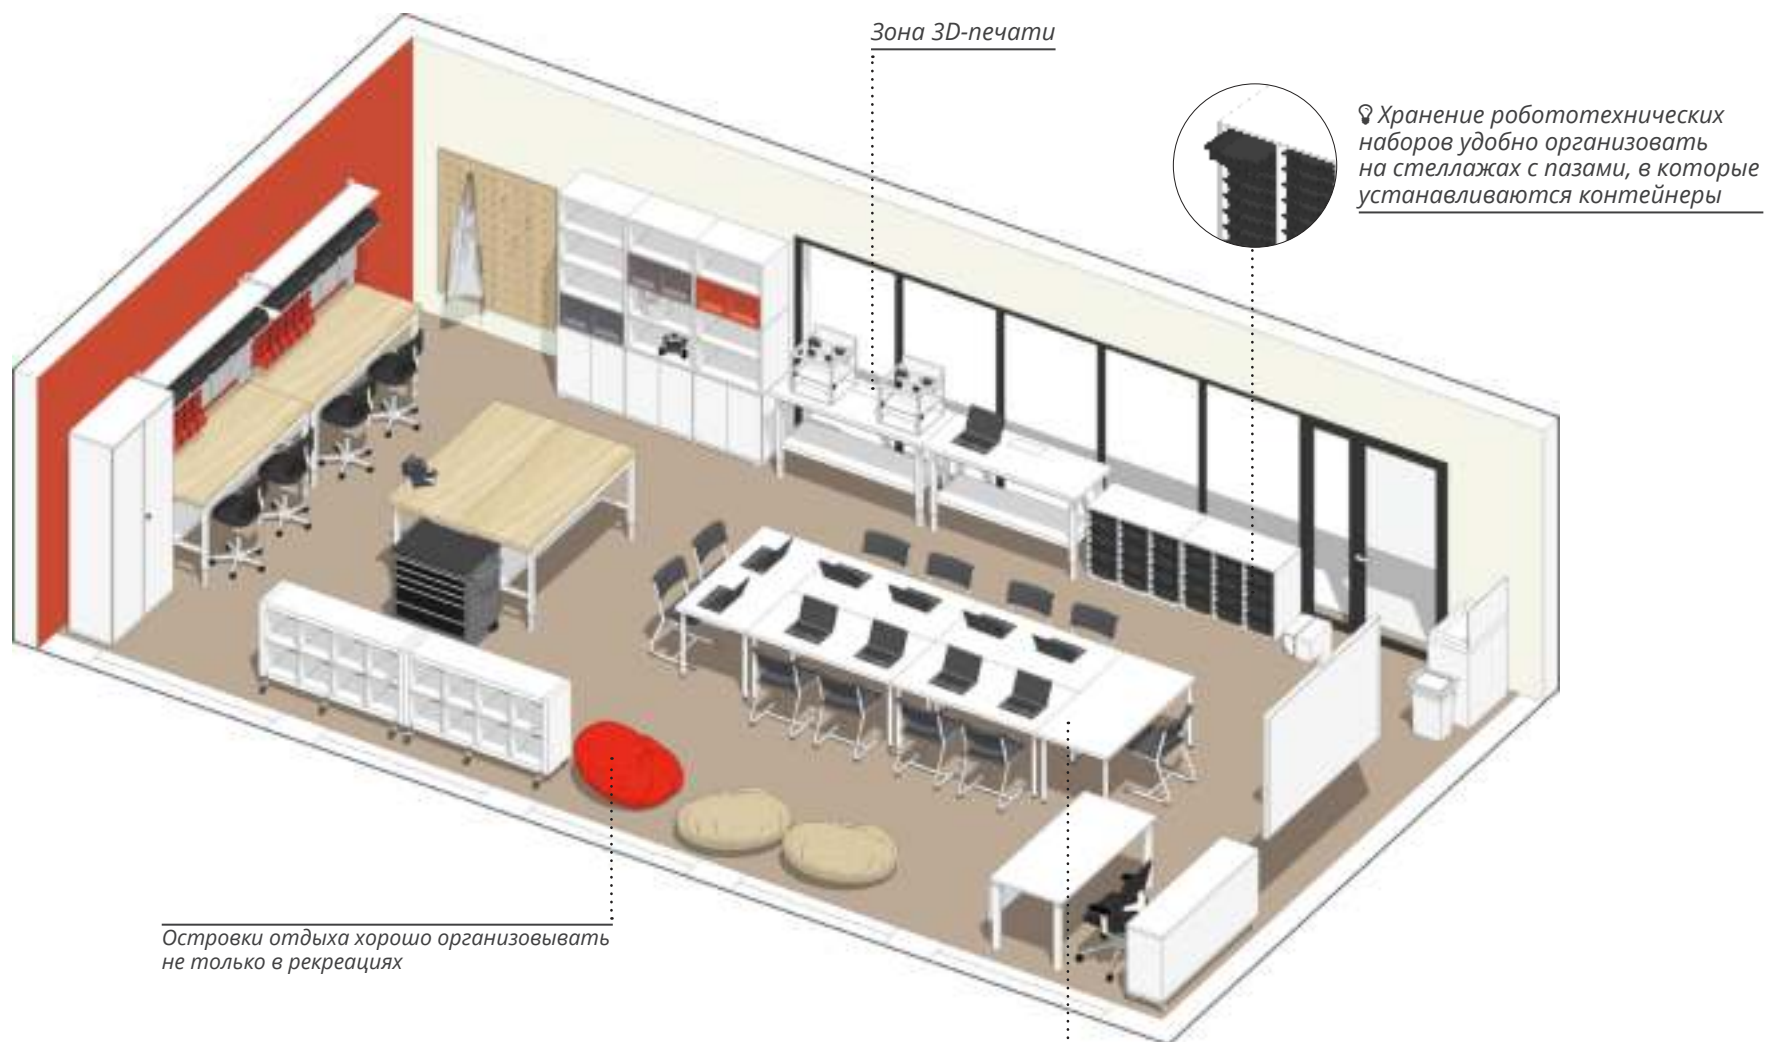 Зона 3D-печати
Хранение робототехнических
наборов удобно организовать
на стеллажах с пазами, в которые
устанавливаются контейнеры
Островки отдыха хорошо организовывать
не только в рекреациях